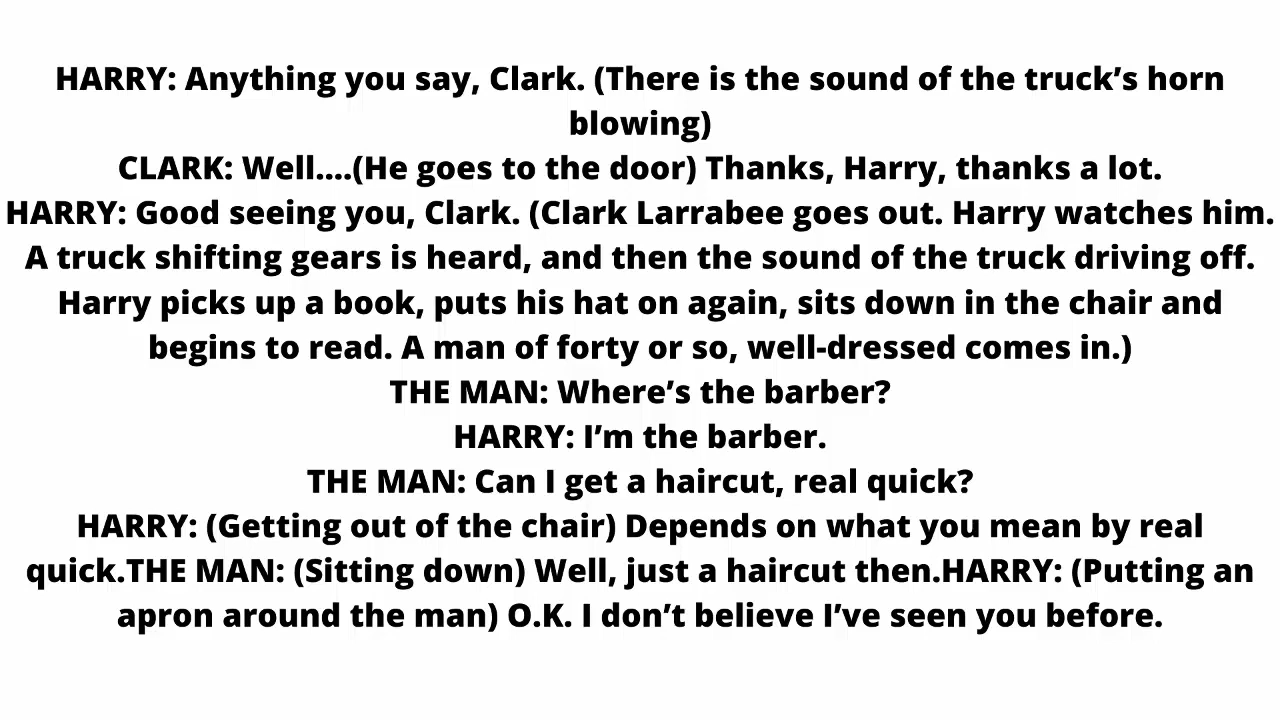 HARRY: Anything you say, Clark. (There is the sound of the truck’s horn
blowing)
CLARK: Well....(He goes to the door) Thanks, Harry, thanks a lot.
HARRY: Good seeing you, Clark. (Clark Larrabee goes out. Harry watches him.
A truck shifting gears is heard, and then the sound of the truck driving off.
Harry picks up a book, puts his hat on again, sits down in the chair and
begins to read. A man of forty or so, well-dressed comes in.)
THE MAN: Where’s the barber?
HARRY: I’m the barber.
THE MAN: Can I get a haircut, real quick?
HARRY: (Getting out of the chair) Depends on what you mean by real
quick.THE MAN: (Sitting down) Well, just a haircut then.HARRY: (Putting an
apron around the man) O.K. I don’t believe I’ve seen you before.